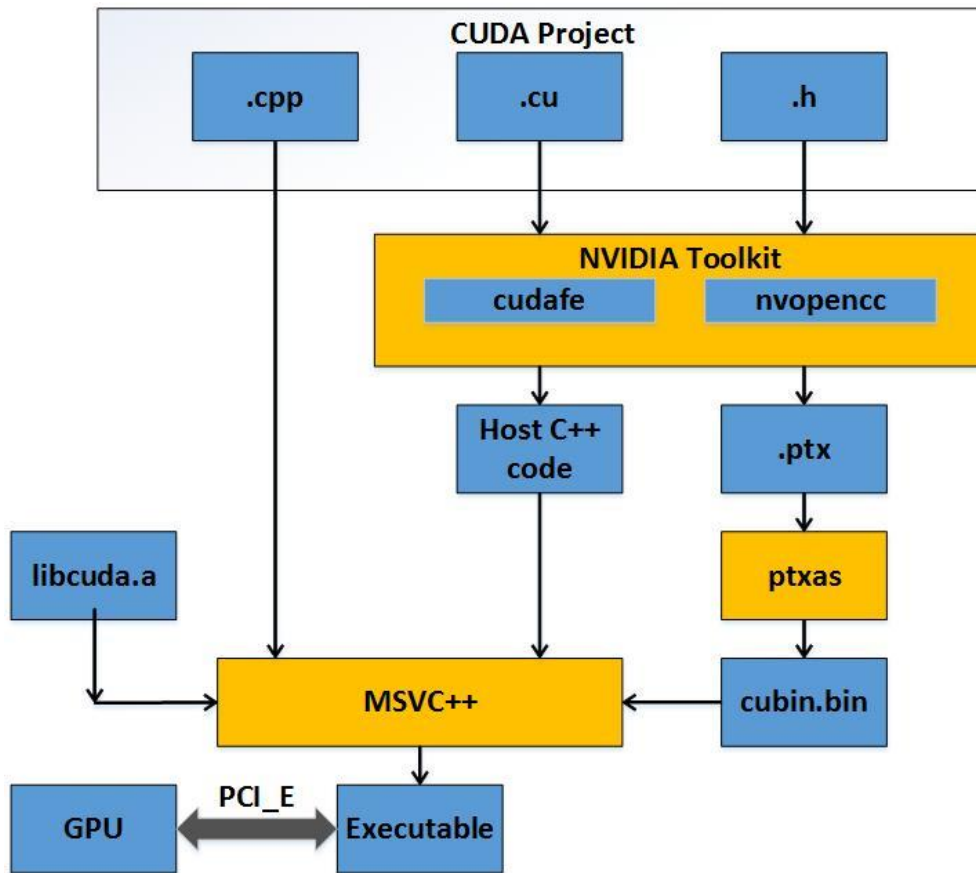 CUDA Project
.cpp
.cu
.h
NVIDIA Toolkit
cudafe
nvopencc
Host C++
code
.ptx
libcuda.a
ptxas
MSVC++
cubin.bin
GPU
PCI_E
Executable